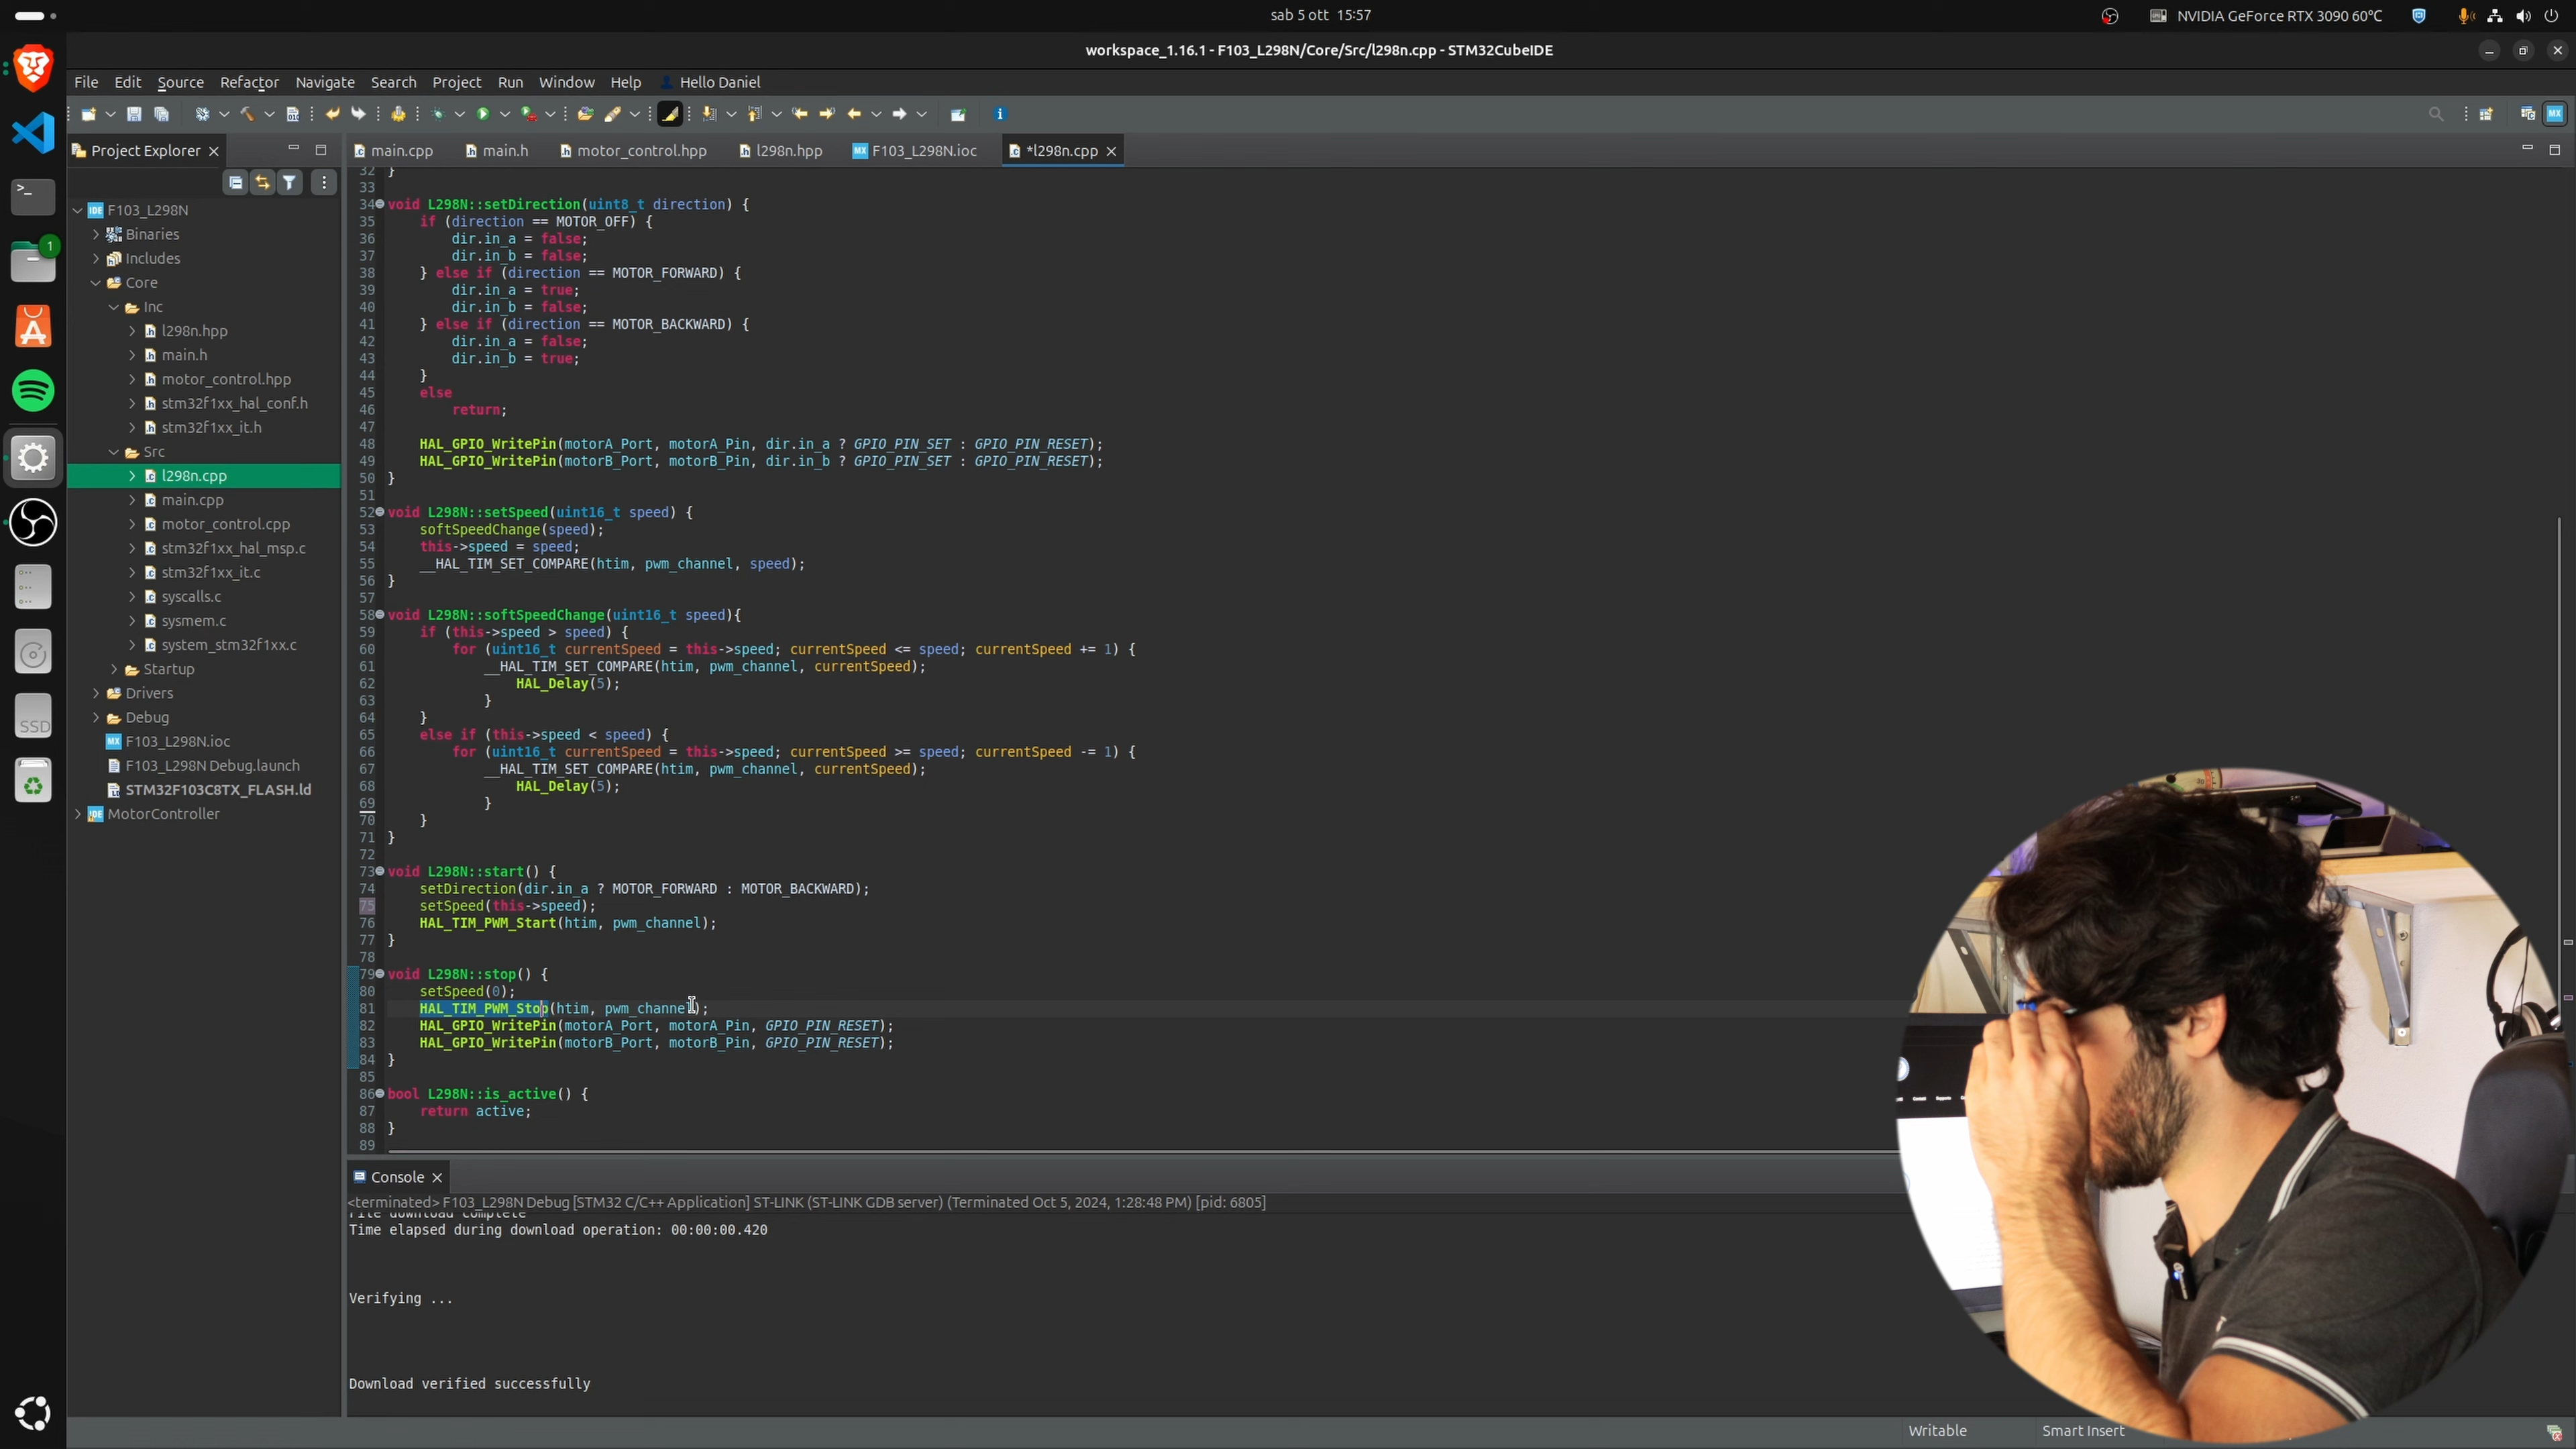 sab 5 ott 15:57
NVIDIA GeForce RTX 3090 60°C
workspace_1.16.1 - F103_L298N/Core/Src/l298n.cpp - STM32CubeIDE
File Edit Source Refactor Navigate Search Project Run Window Help Hello Daniel
Project Explorer
main.cpp main.h motor_control.hpp l298n.hpp F103_L298N.ioc *l298n.cpp
1
SSD
F103_L298N
Binaries
Includes
Core
Inc
l298n.hpp
main.h
motor_control.hpp
stm32f1xx_hal_conf.h
stm32f1xx_it.h
Src
l298n.cpp
main.cpp
motor_control.cpp
stm32f1xx_hal_msp.c
stm32f1xx_it.c
syscalls.c
sysmem.c
system_stm32f1xx.c
Startup
Drivers
Debug
F103_L298N.ioc
F103_L298N Debug.launch
STM32F103C8TX_FLASH.ld
MotorController
32 }
33
34 void L298N::setDirection(uint8_t direction) {
35 if (direction == MOTOR_OFF) {
36 dir.in_a = false;
37 dir.in_b = false;
38 } else if (direction == MOTOR_FORWARD) {
39 dir.in_a = true;
40 dir.in_b = false;
41 } else if (direction == MOTOR_BACKWARD) {
42 dir.in_a = false;
43 dir.in_b = true;
44 }
45 else
46 return;
47
48 HAL_GPIO_WritePin(motorA_Port, motorA_Pin, dir.in_a ? GPIO_PIN_SET : GPIO_PIN_RESET);
49 HAL_GPIO_WritePin(motorB_Port, motorB_Pin, dir.in_b ? GPIO_PIN_SET : GPIO_PIN_RESET);
50 }
51
52 void L298N::setSpeed(uint16_t speed) {
53 softSpeedChange(speed);
54 this->speed = speed;
55 __HAL_TIM_SET_COMPARE(htim, pwm_channel, speed);
56 }
57
58 void L298N::softSpeedChange(uint16_t speed){
59 if (this->speed > speed) {
60 for (uint16_t currentSpeed = this->speed; currentSpeed <= speed; currentSpeed += 1) {
61 __HAL_TIM_SET_COMPARE(htim, pwm_channel, currentSpeed);
62 HAL_Delay(5);
63 }
64 }
65 else if (this->speed < speed) {
66 for (uint16_t currentSpeed = this->speed; currentSpeed >= speed; currentSpeed -= 1) {
67 __HAL_TIM_SET_COMPARE(htim, pwm_channel, currentSpeed);
68 HAL_Delay(5);
69 }
70 }
71 }
72
73 void L298N::start() {
74 setDirection(dir.in_a ? MOTOR_FORWARD : MOTOR_BACKWARD);
75 setSpeed(this->speed);
76 HAL_TIM_PWM_Start(htim, pwm_channel);
77 }
78
79 void L298N::stop() {
80 setSpeed(0);
81 HAL_TIM_PWM_Stop(htim, pwm_channel);
82 HAL_GPIO_WritePin(motorA_Port, motorA_Pin, GPIO_PIN_RESET);
83 HAL_GPIO_WritePin(motorB_Port, motorB_Pin, GPIO_PIN_RESET);
84 }
85
86 bool L298N::is_active() {
87 return active;
88 }
89
Console
<terminated> F103_L298N Debug [STM32 C/C++ Application] ST-LINK (ST-LINK GDB server) (Terminated Oct 5, 2024, 1:28:48 PM) [pid: 6805]
File download complete
Time elapsed during download operation: 00:00:00.420
Verifying ...
Download verified successfully
Writable Smart Insert